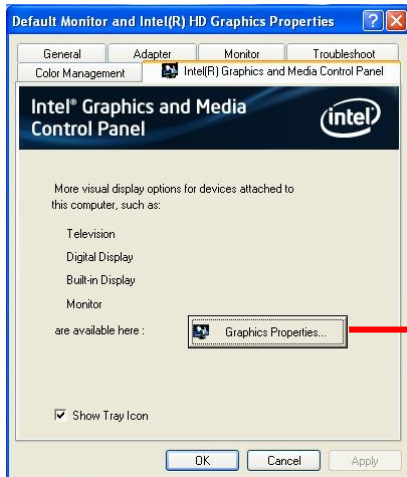 Default Monitor and Intel(R) HD Graphics Properties
General Adapter Monitor Troubleshoot
Color Management Intel(R) Graphics and Media Control Panel
Intel® Graphics and Media
Control Panel
intel
More visual display options for devices attached to
this computer, such as:
Television
Digital Display
Built-in Display
Monitor
are available here : Graphics Properties...
Show Tray Icon
OK Cancel Apply